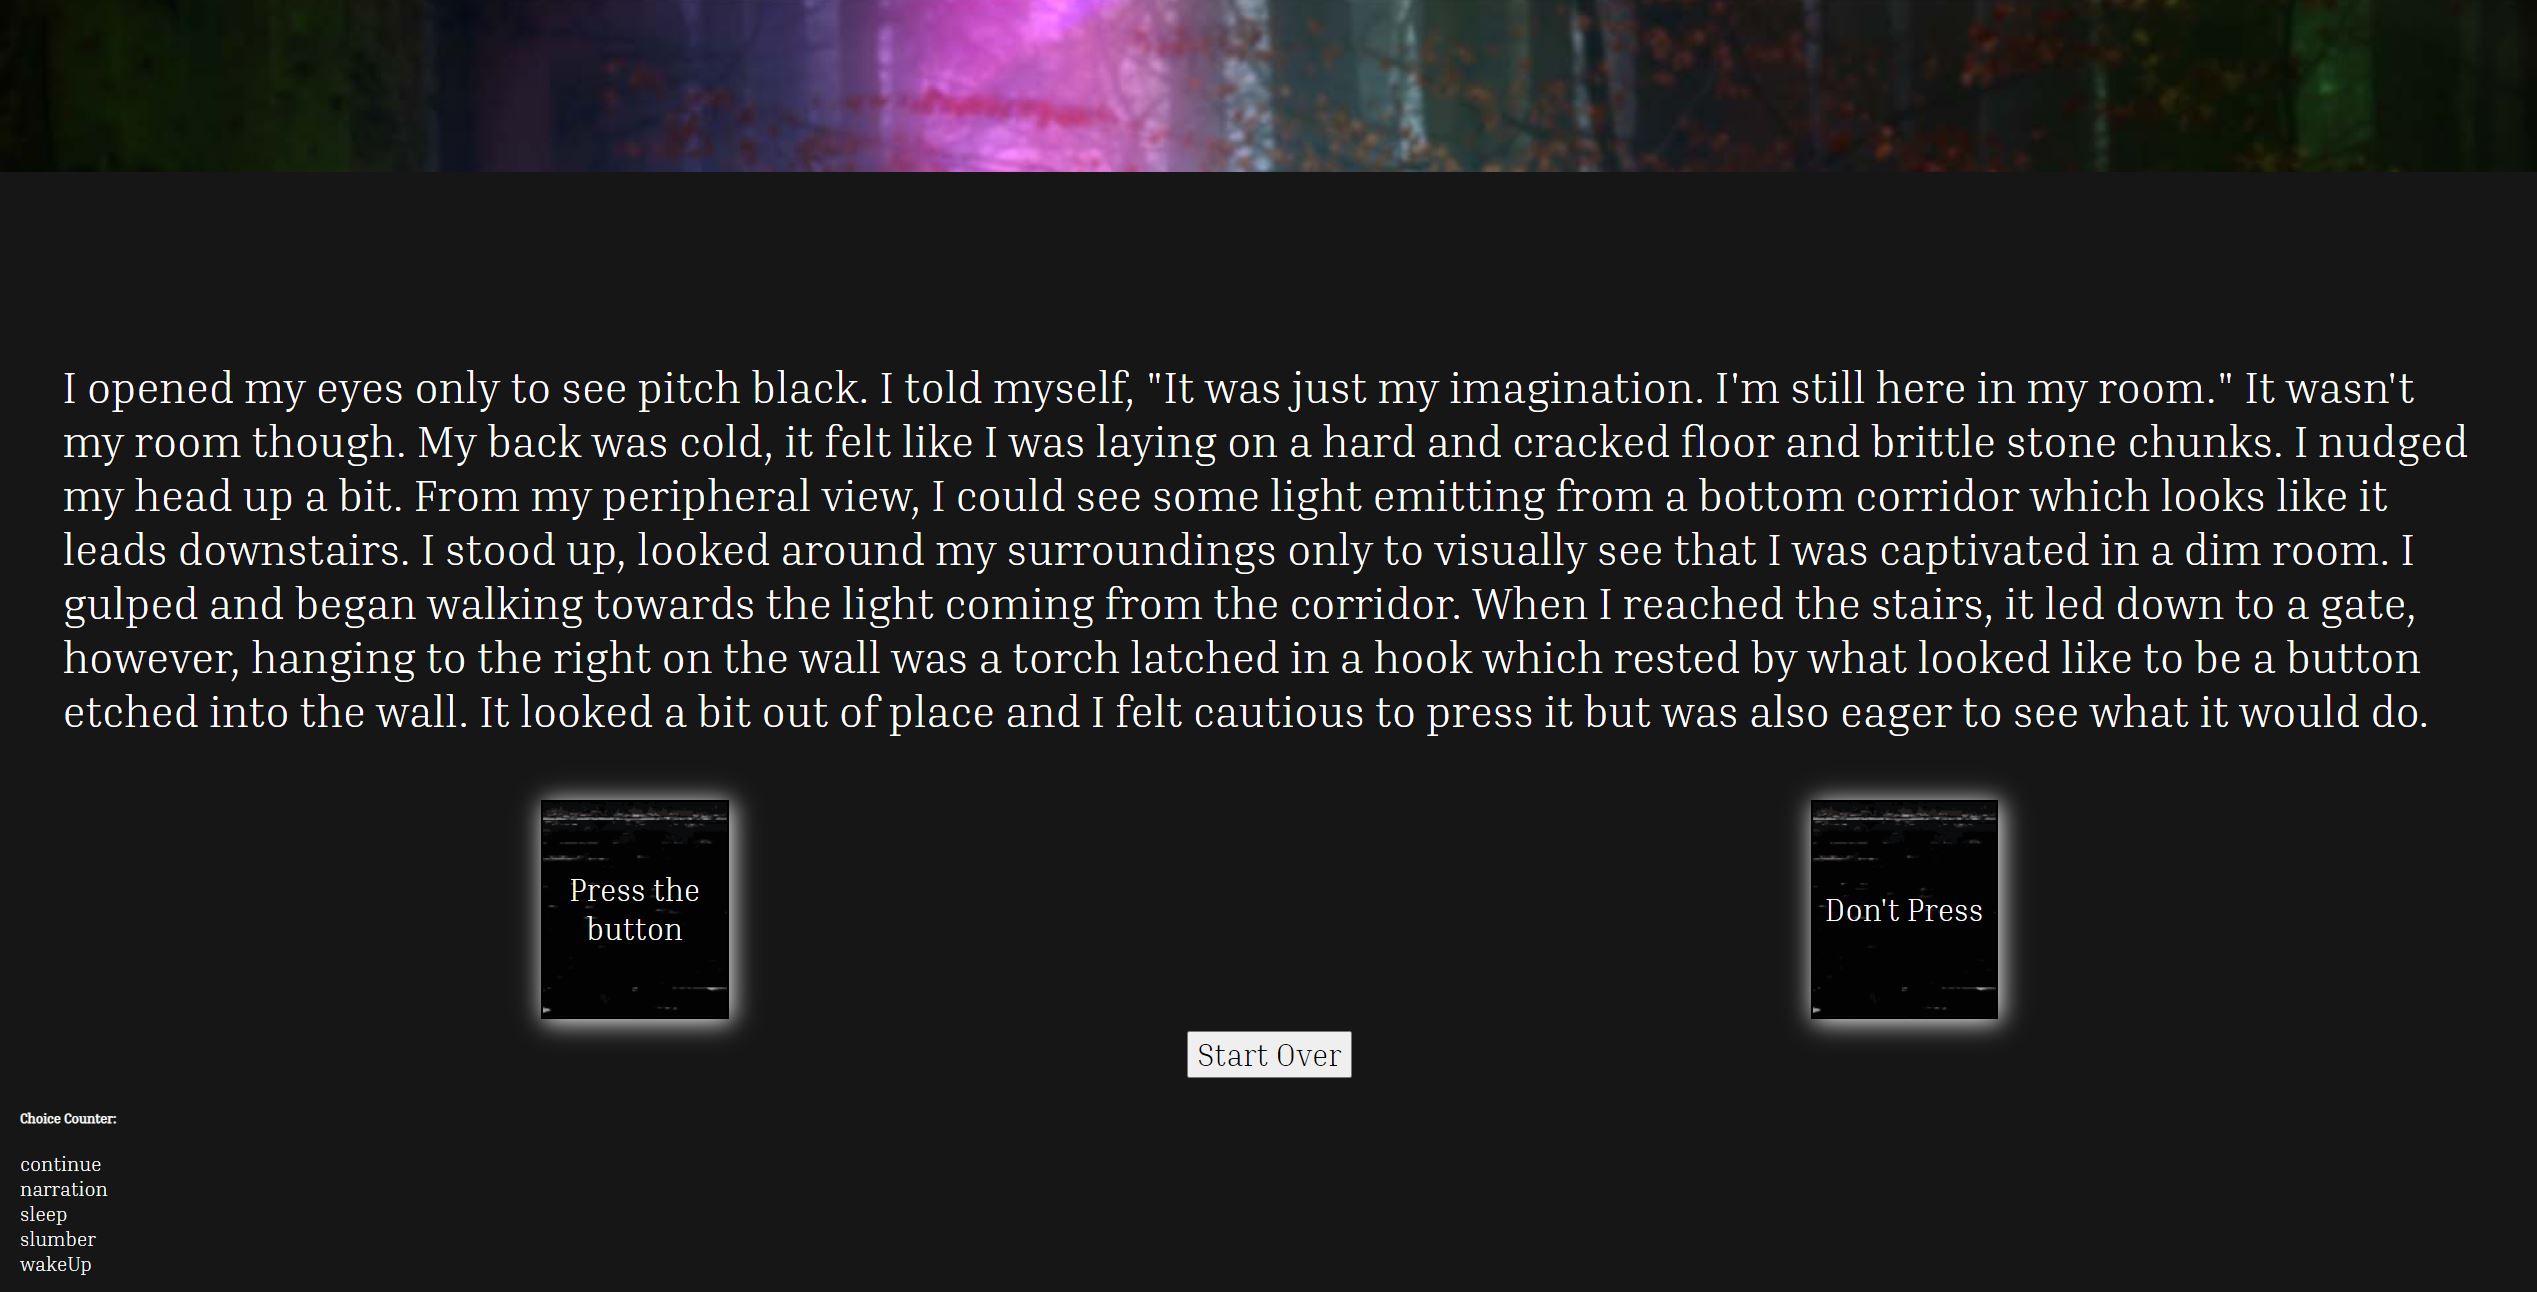 I opened my eyes only to see pitch black. I told myself, "It was just my imagination. I'm still here in my room." It wasn't
my room though. My back was cold, it felt like I was laying on a hard and cracked floor and brittle stone chunks. I nudged
my head up a bit. From my peripheral view, I could see some light emitting from a bottom corridor which looks like it
leads downstairs. I stood up, looked around my surroundings only to visually see that I was captivated in a dim room. I
gulped and began walking towards the light coming from the corridor. When I reached the stairs, it led down to a gate,
however, hanging to the right on the wall was a torch latched in a hook which rested by what looked like to be a button
etched into the wall. It looked a bit out of place and I felt cautious to press it but was also eager to see what it would do.
Press the
button
Don't Press
Start Over
Choice Counter:
continue
narration
sleep
slumber
wakeUp